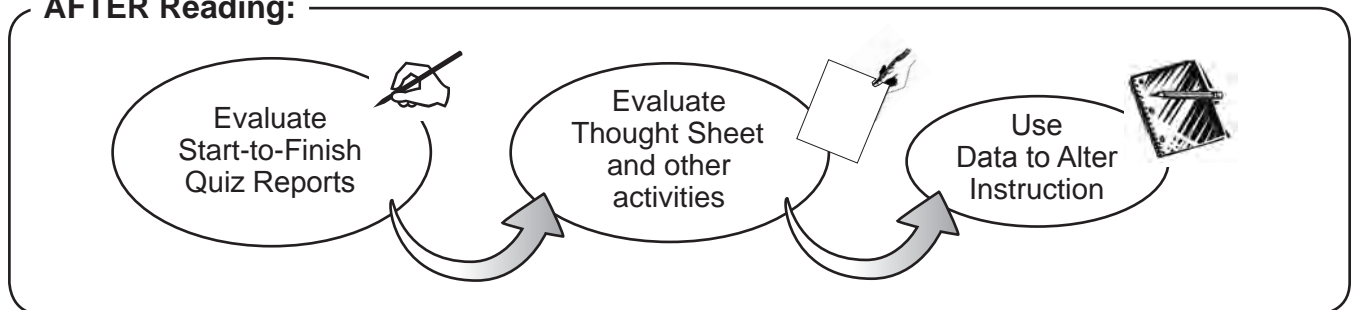 AFTER Reading:
Evaluate
Start-to-Finish
Quiz Reports
Evaluate
Thought Sheet
and other
activities
Use
Data to Alter
Instruction